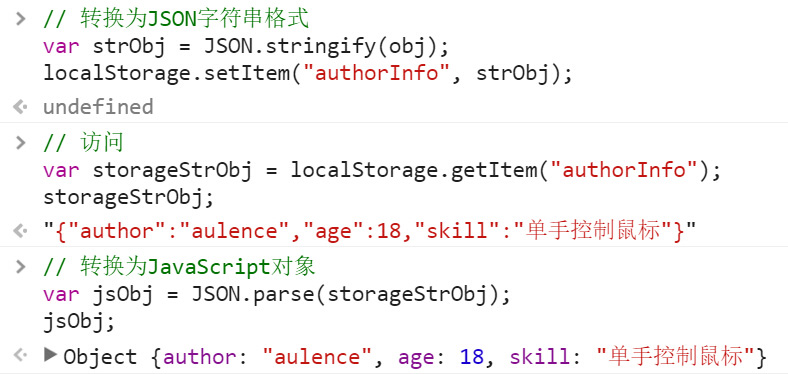 // 转换为JSON字符串格式
var strObj = JSON.stringify(obj);
localStorage.setItem("authorInfo", strObj);
undefined
// 访问
var storageStrObj = localStorage.getItem("authorInfo");
storageStrObj;
"{"author":"aulence","age":18,"skill":"单手控制鼠标"}"
// 转换为JavaScript对象
var jsObj = JSON.parse(storageStrObj);
jsObj;
Object {author: "aulence", age: 18, skill: "单手控制鼠标"}